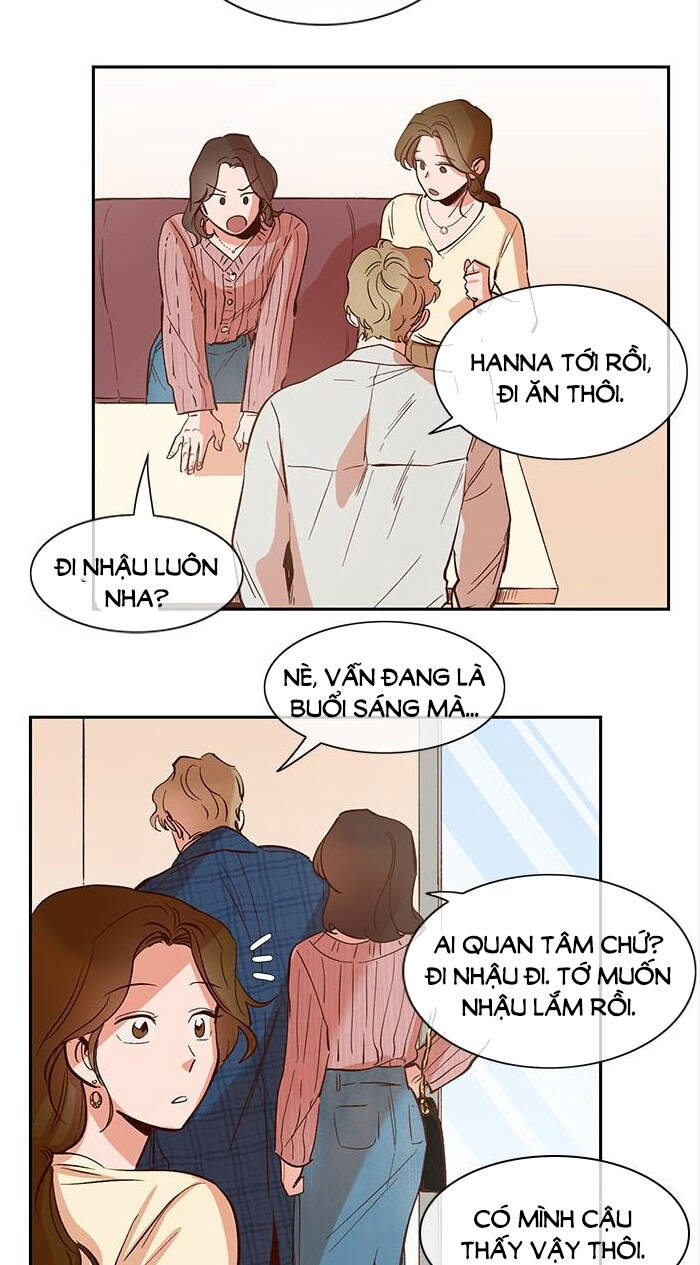 HANNA TỚI RỒI,
ĐI ĂN THÔI.
ĐI NHẬU LUÔN
NHA?
NÈ, VẪN ĐANG LÀ
BUỔI SÁNG MÀ...
AI QUAN TÂM CHỨ?
ĐI NHẬU ĐI. TỚ MUỐN
NHẬU LẮM RỒI.
CÓ MÌNH CẬU
THẤY VẬY THÔI.